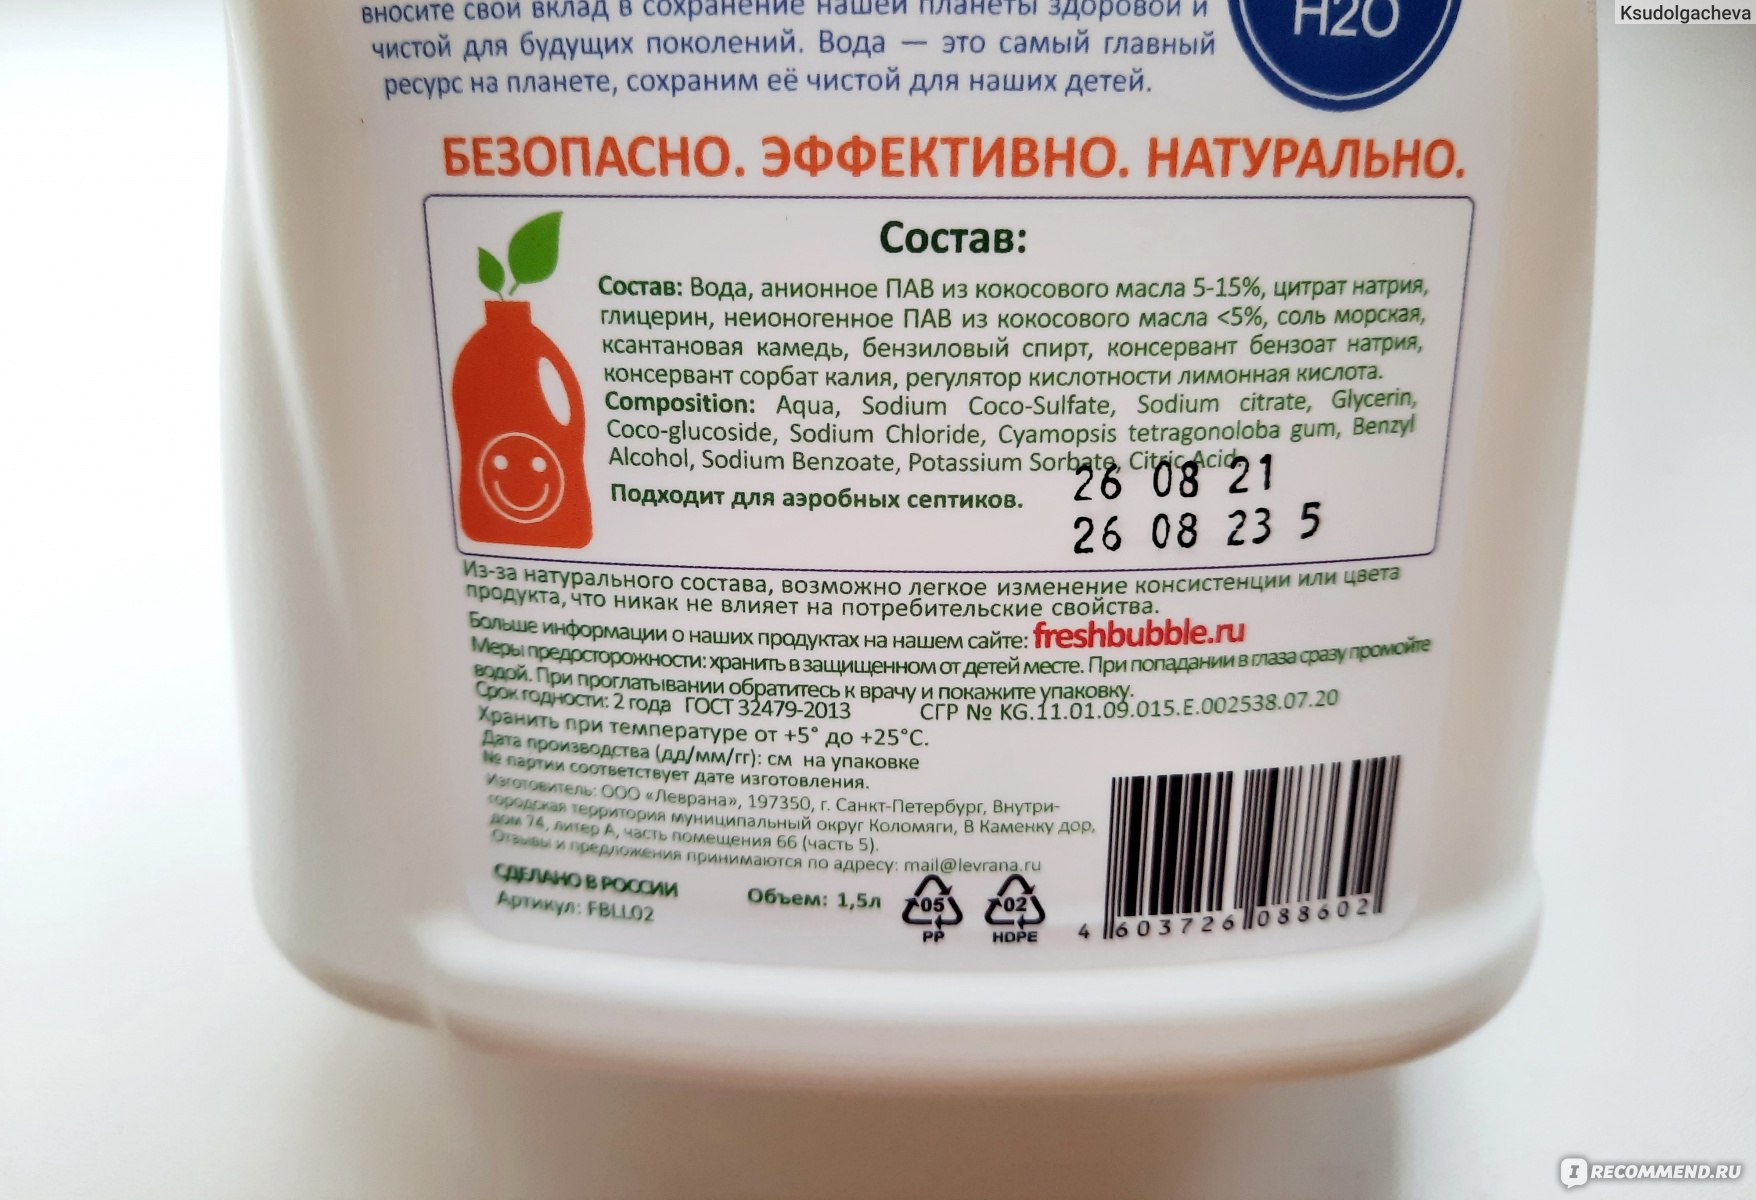 Ksudolgacheva
вносите свой вклад в сохранение нашей планеты здоровой и
чистой для будущих поколений. Вода — это самый главный
ресурс на планете, сохраним её чистой для наших детей.
H2O
БЕЗОПАСНО. ЭФФЕКТИВНО. НАТУРАЛЬНО.
Состав:
Состав: Вода, анионное ПАВ из кокосового масла 5-15%, цитрат натрия,
глицерин, неионогенное ПАВ из кокосового масла <5%, соль морская,
ксантановая камедь, бензиловый спирт, консервант бензоат натрия,
консервант сорбат калия, регулятор кислотности лимонная кислота.
Composition: Aqua, Sodium Coco-Sulfate, Sodium citrate, Glycerin,
Coco-glucoside, Sodium Chloride, Cyamopsis tetragonoloba gum, Benzyl
Alcohol, Sodium Benzoate, Potassium Sorbate, Citric Acid
Подходит для аэробных септиков.
26 08 21
26 08 23 5
Из-за натурального состава, возможно легкое изменение консистенции или цвета
продукта, что никак не влияет на потребительские свойства.
Больше информации о наших продуктах на нашем сайте: freshbubble.ru
Меры предосторожности: хранить в защищенном от детей месте. При попадании в глаза сразу промойте
водой. При проглатывании обратитесь к врачу и покажите упаковку.
Срок годности: 2 года ГОСТ 32479-2013 СГР № KG.11.01.09.015.E.002538.07.20
Хранить при температуре от +5° до +25°C.
Дата производства (дд/мм/гг): см на упаковке
№ партии соответствует дате изготовления.
Изготовитель: ООО «Леврана», 197350, г. Санкт-Петербург, Внутри-
городская территория муниципальный округ Коломяги, В Каменку дор,
дом 74, литер А, часть помещения 66 (часть 5).
Отзывы и предложения принимаются по адресу: mail@levrana.ru
СДЕЛАНО В РОССИИ
Артикул: FBLL02
Объем: 1,5л
05
PP
02
HDPE
4 603726 088602
RECOMMEND.RU